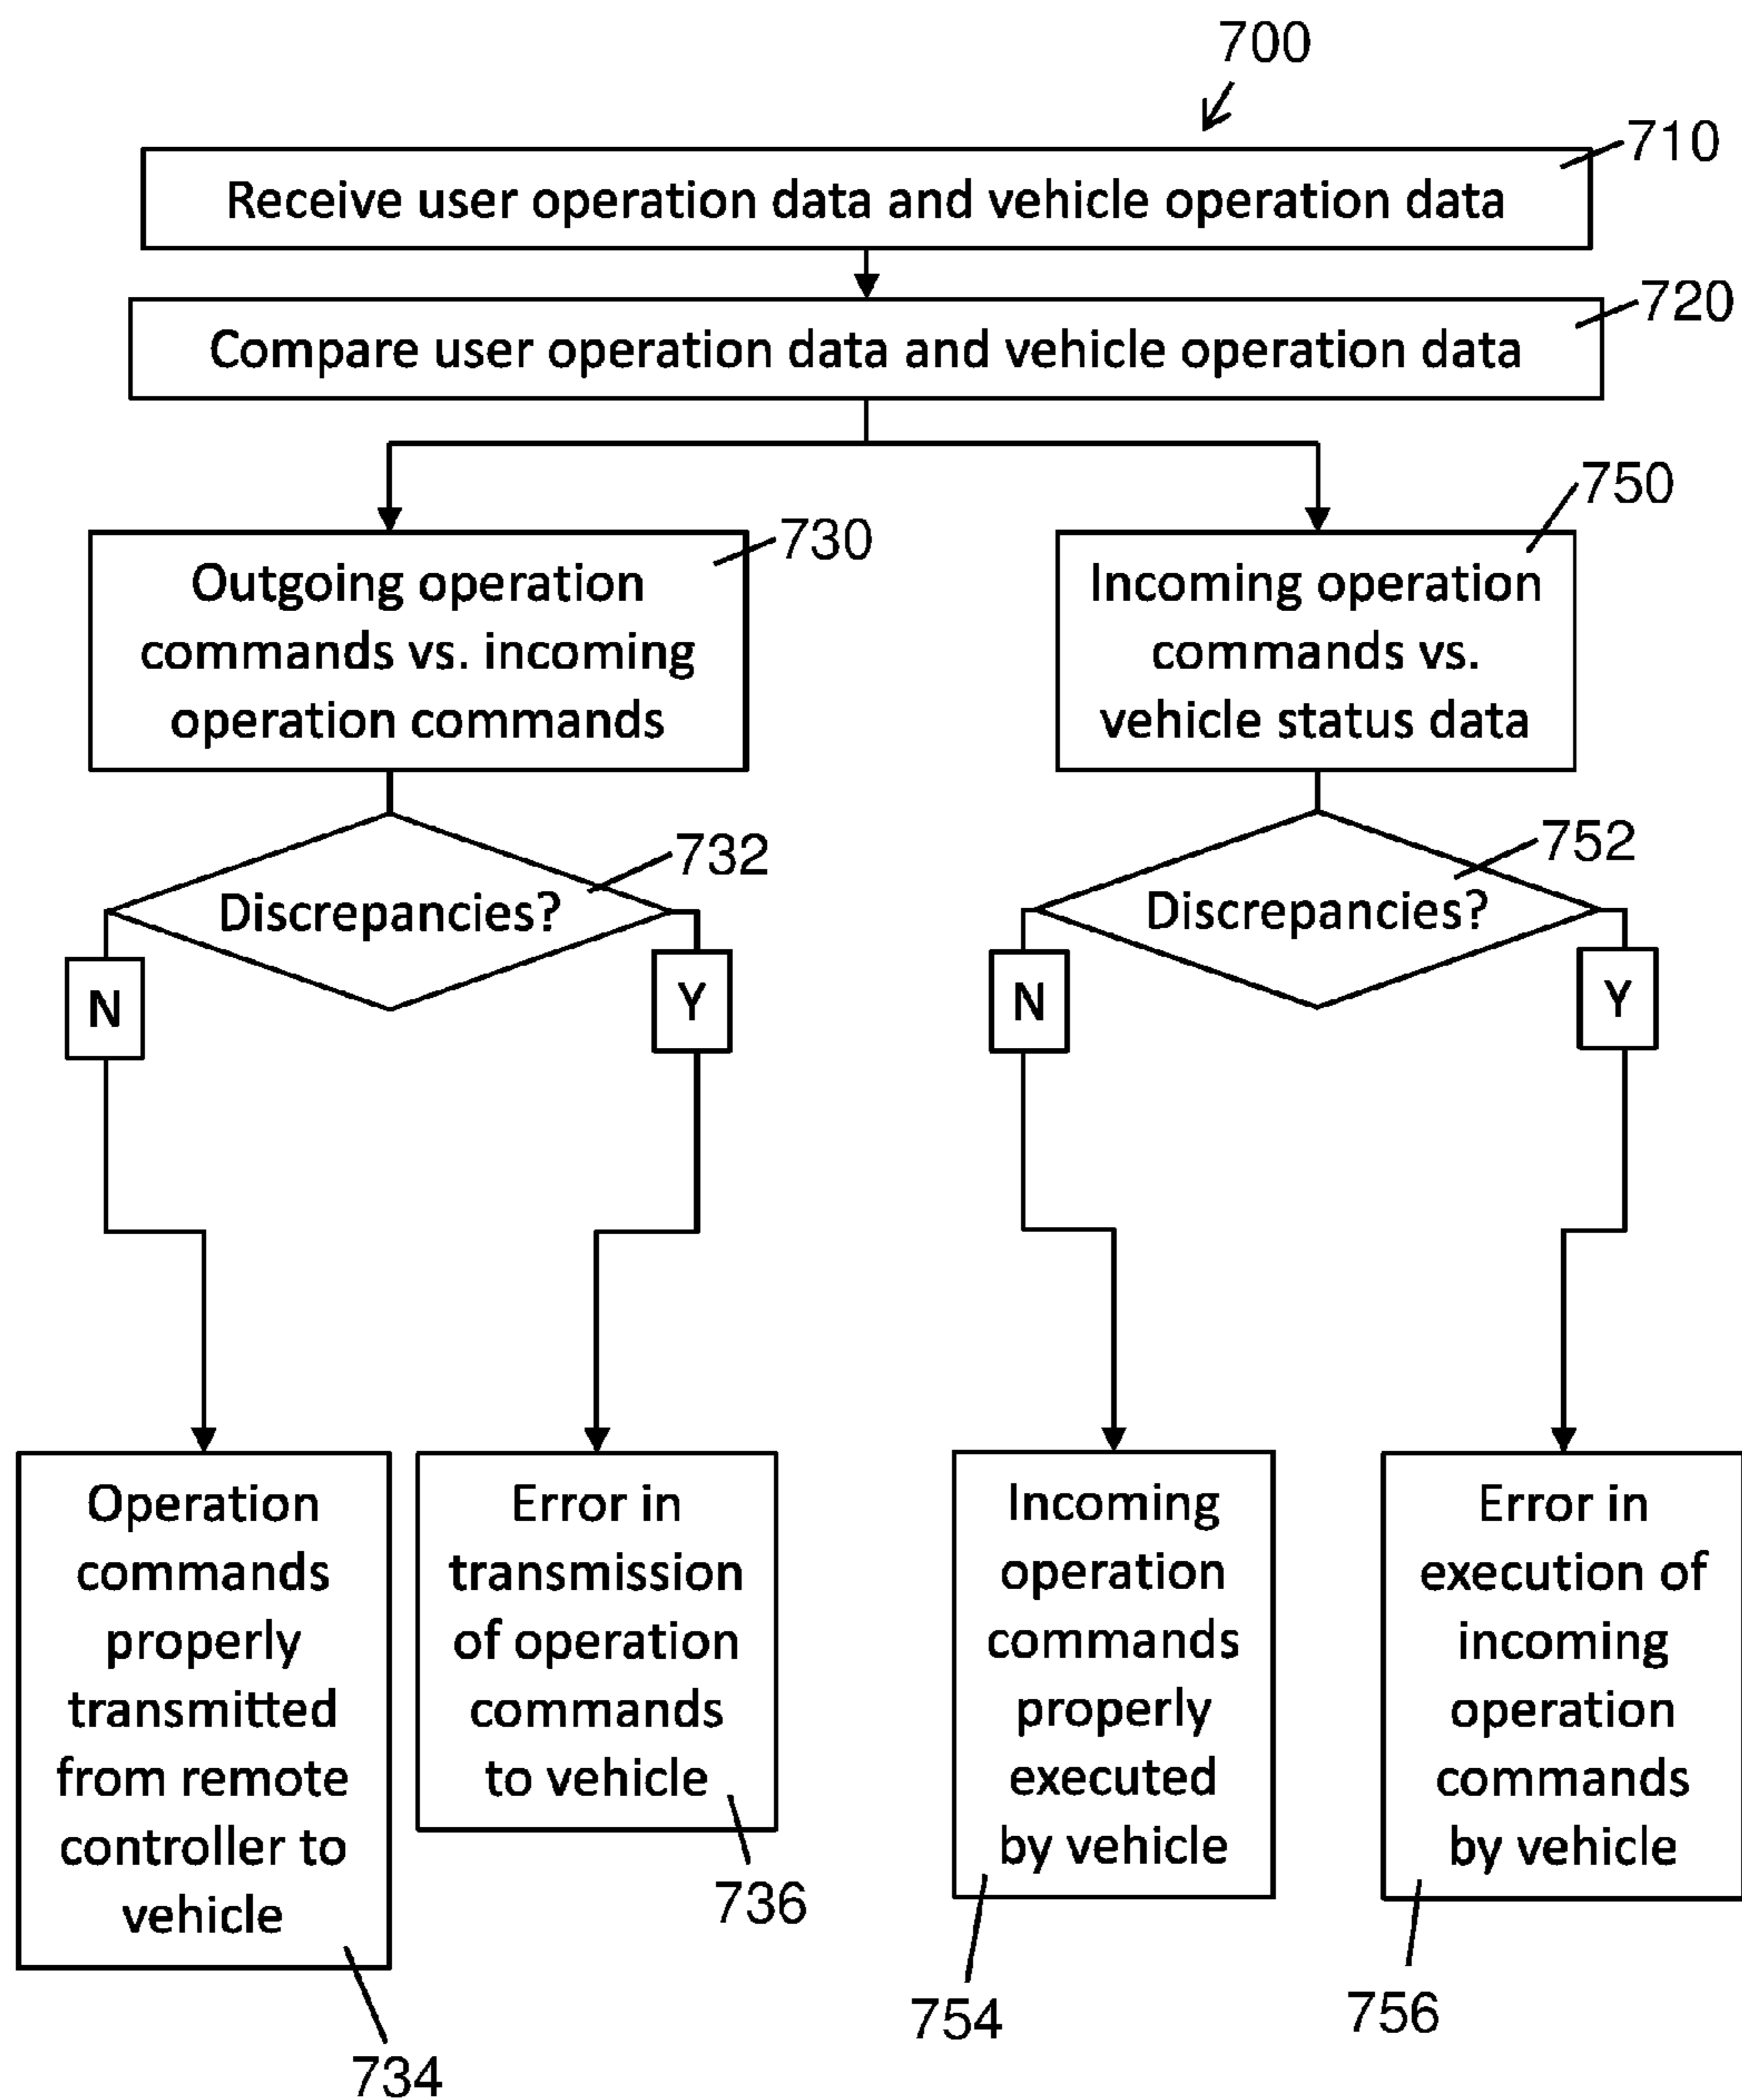 700
710
Receive user operation data and vehicle operation data
720
Compare user operation data and vehicle operation data
730
Outgoing operation
commands vs. incoming
operation commands
750
Incoming operation
commands vs.
vehicle status data
732
Discrepancies?
N
Y
752
Discrepancies?
N
Y
Operation
commands
properly
transmitted
from remote
controller to
vehicle
734
Error in
transmission
of operation
commands
to vehicle
736
Incoming
operation
commands
properly
executed
by vehicle
754
Error in
execution of
incoming
operation
commands
by vehicle
756